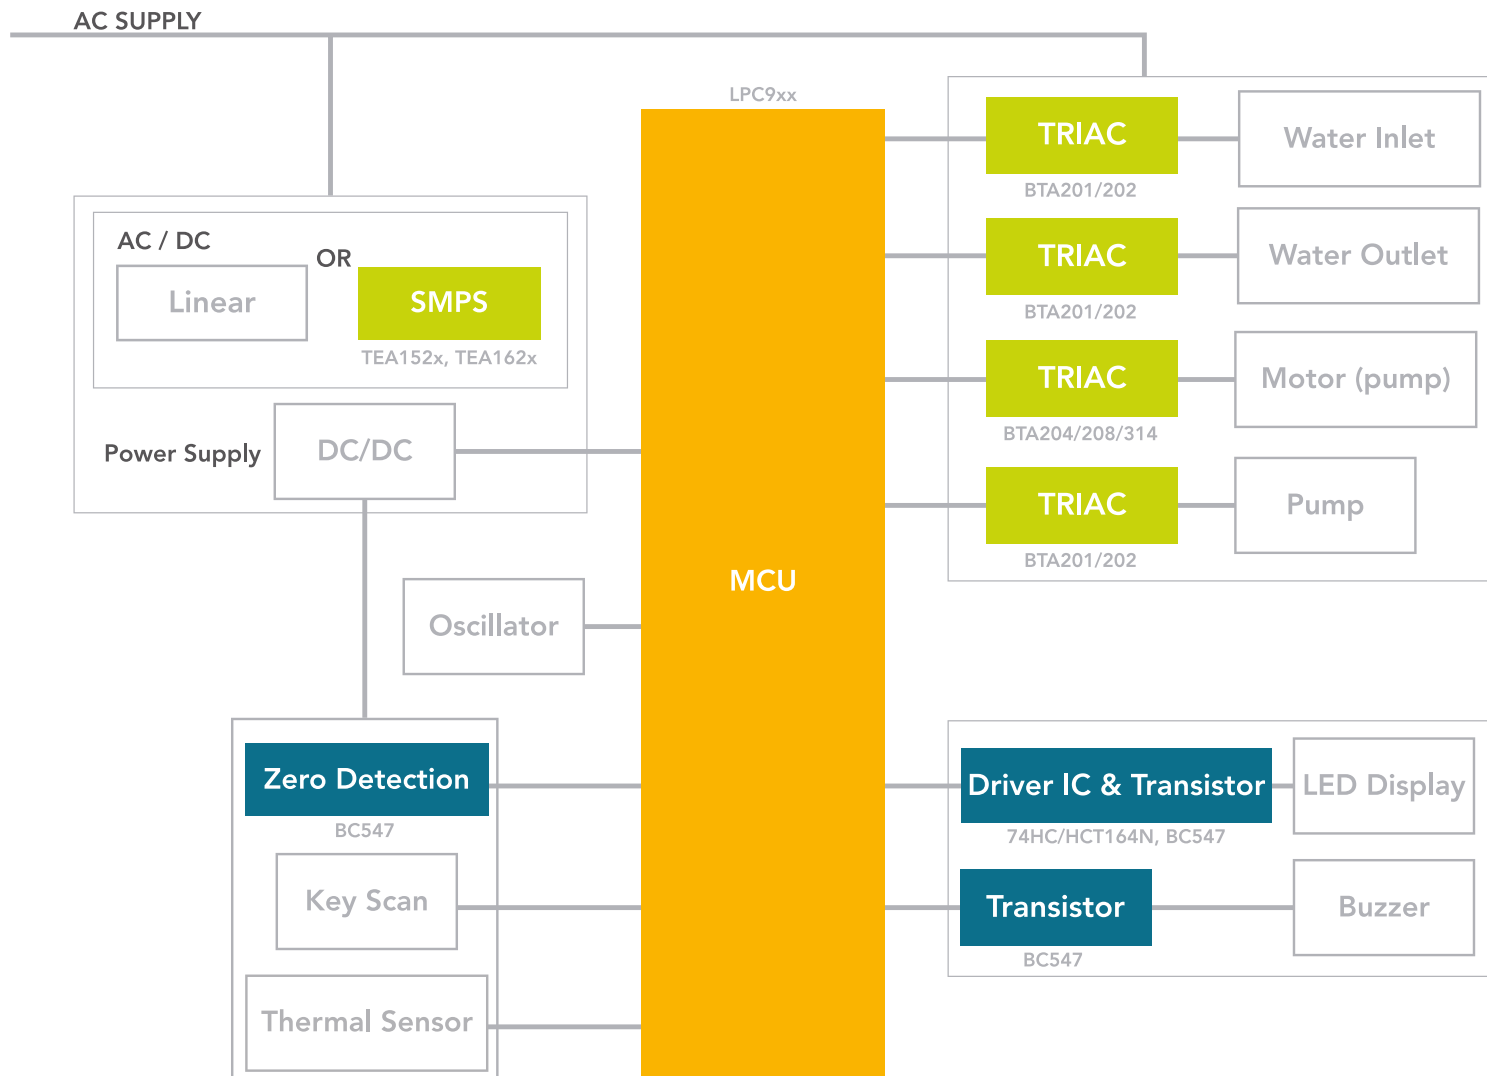 AC SUPPLY
LPC9xx
MCU
AC / DC
OR
Linear
SMPS
TEA152x, TEA162x
Power Supply
DC/DC
Oscillator
Zero Detection
BC547
Key Scan
Thermal Sensor
TRIAC
Water Inlet
BTA201/202
TRIAC
Water Outlet
BTA201/202
TRIAC
Motor (pump)
BTA204/208/314
TRIAC
Pump
BTA201/202
Driver IC & Transistor
LED Display
74HC/HCT164N, BC547
Transistor
Buzzer
BC547